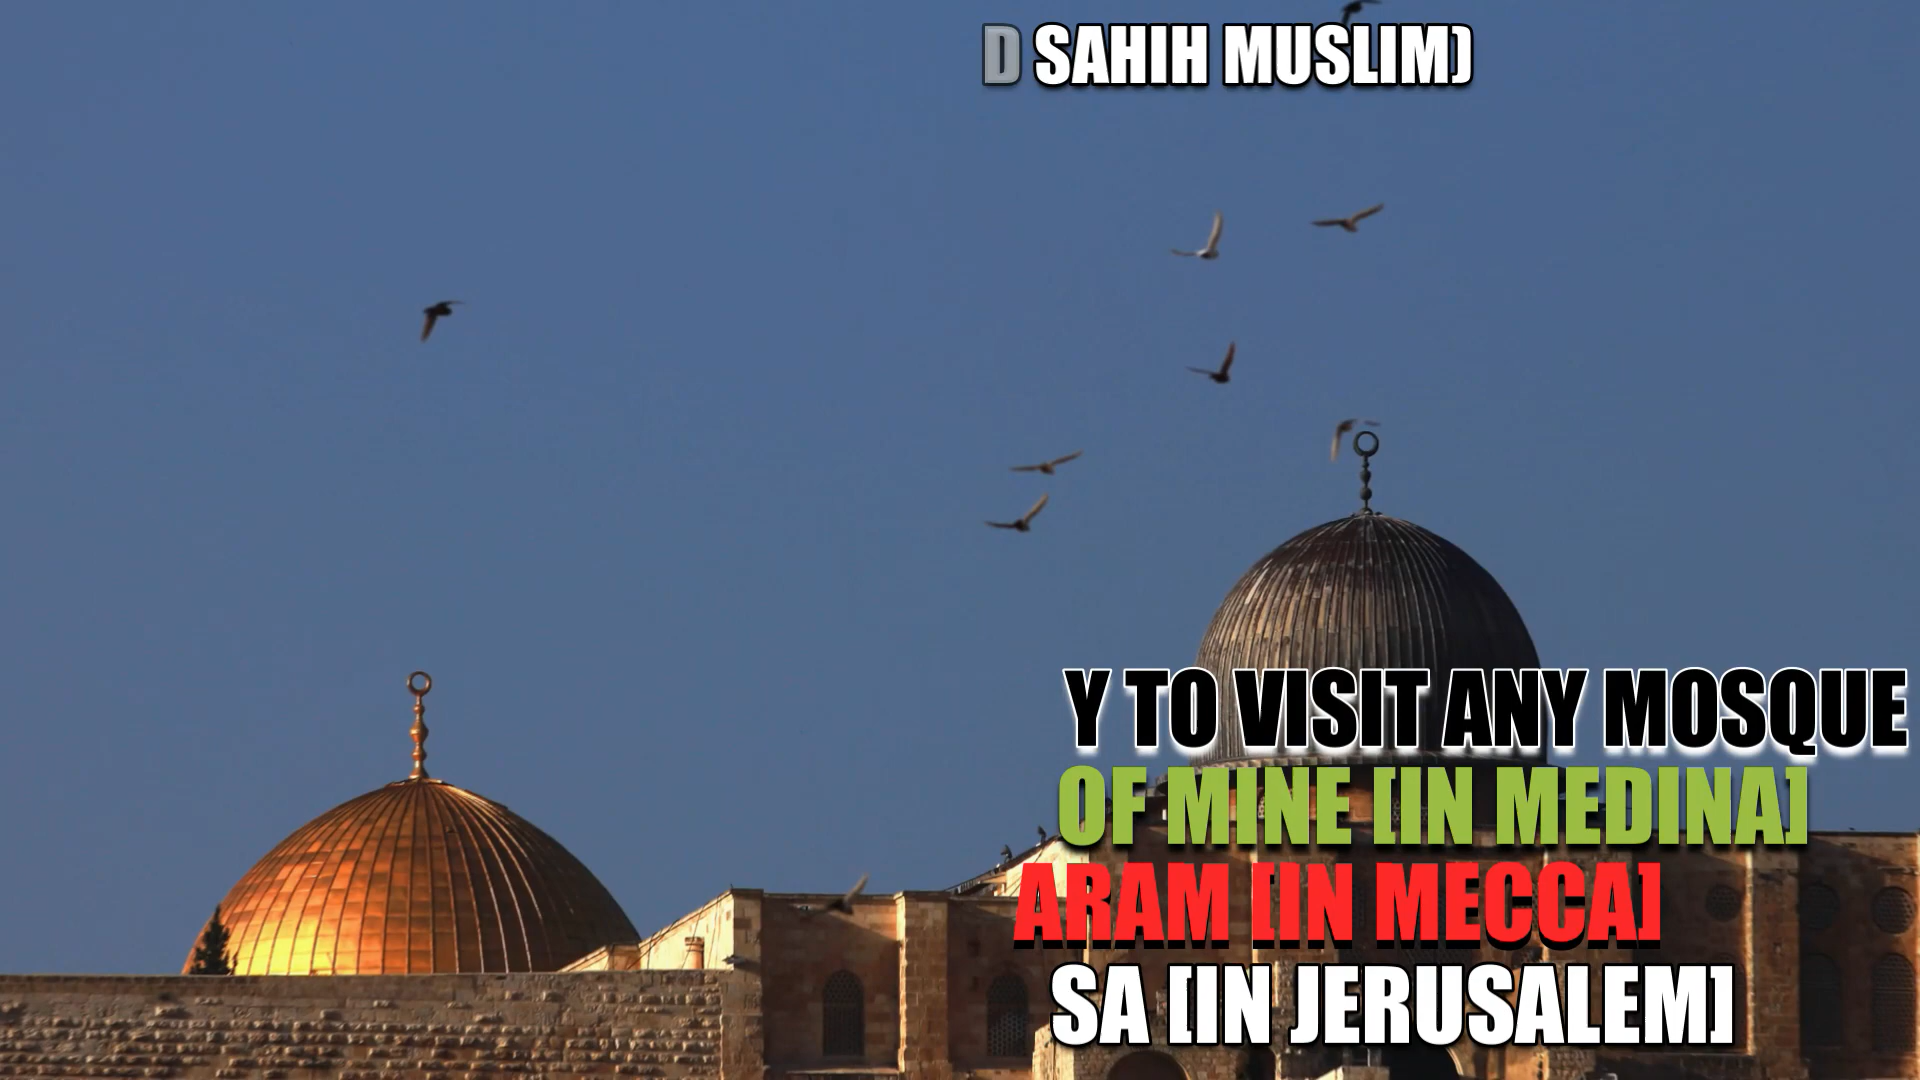 D SAHIH MUSLIM)
Y TO VISIT ANY MOSQUE
OF MINE [IN MEDINA]
ARAM [IN MECCA]
SA [IN JERUSALEM]